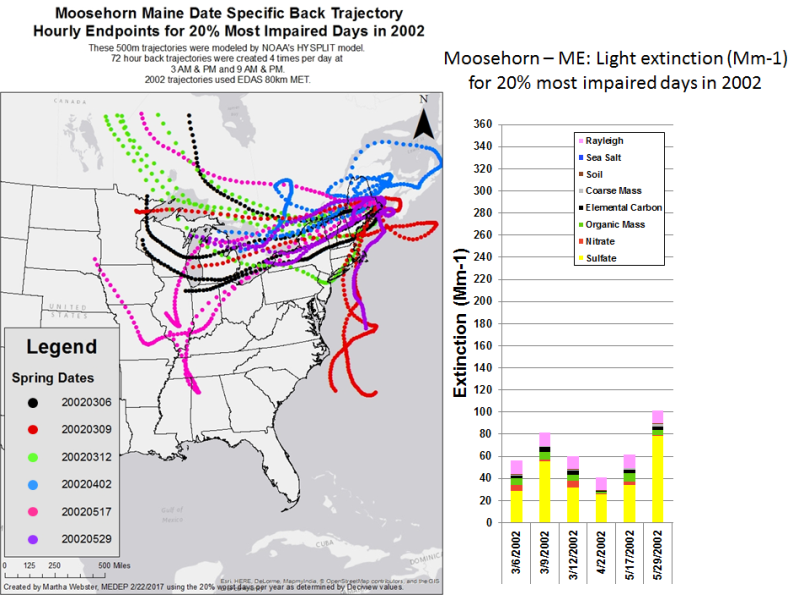 Moosehorn Maine Date Specific Back Trajectory
Hourly Endpoints for 20% Most Impaired Days in 2002
These 500m trajectories were modeled by NOAA's HYSPLIT model.
72 hour back trajectories were created 4 times per day at
3 AM & PM and 9 AM & PM.
2002 trajectories used EDAS 80km MET.
CANADA
N
UNITED
STATES
Gulf of
Mexico
CUBA
DOMINICA
Legend
Spring Dates
20020306
20020309
20020312
20020402
20020517
20020529
0 125 250 500 Miles
Esri, HERE, DeLorme, MapmyIndia, © OpenStreetMap contributors, and the GIS
Created by Martha Webster, MEDEP 2/22/2017 using the 20% worst days per year as determined by Deciview values.
Moosehorn – ME: Light extinction (Mm-1)
for 20% most impaired days in 2002
Extinction (Mm-1)
360
340
320
300
280
260
240
220
200
180
160
140
120
100
80
60
40
20
0
Rayleigh
Sea Salt
Soil
Coarse Mass
Elemental Carbon
Organic Mass
Nitrate
Sulfate
3/6/2002
3/9/2002
3/12/2002
4/2/2002
5/17/2002
5/29/2002